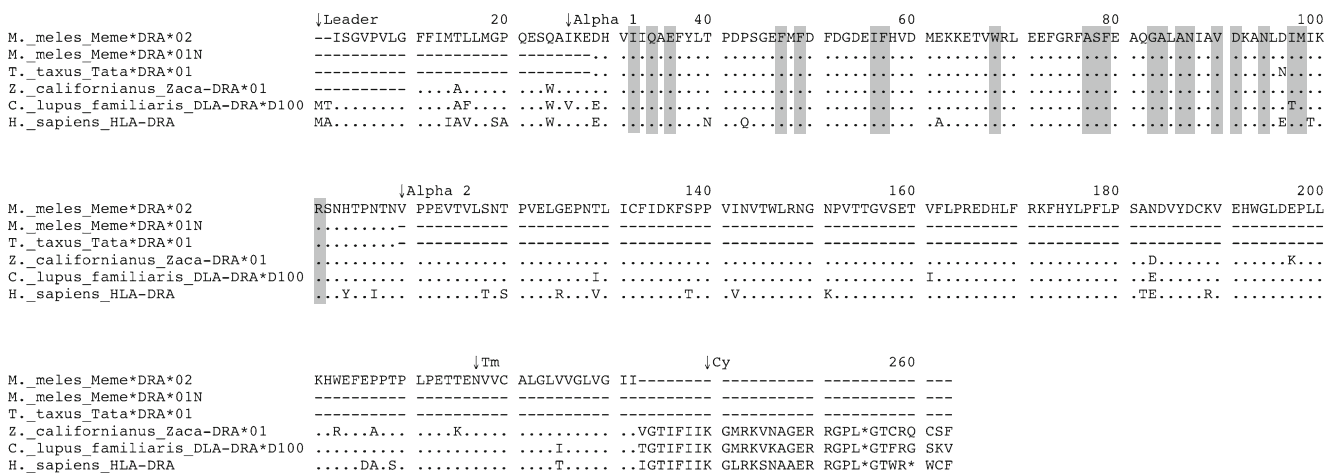 ↓Leader 20 ↓Alpha 1 40 60 80 100
M._meles_Meme*DRA*02 --ISGVPVLG FFIMTLLMGP QESQAIKEDH VIIQAEFYLT PDPSGEFMFD FDGDEIFHVD MEKKETVWRL EEFGRFASFE AQGALANIAV DKANLDIMIK
M._meles_Meme*DRA*01N ---------- ---------- --------.. .......... .......... .......... .......... .......... .......... ..........
T._taxus_Tata*DRA*01 ---------- ---------- --------.. .......... .......... .......... .......... .......... .......... .....N....
Z._californianus_Zaca-DRA*01 ---------- ....A..... ...W...... .......... .......... .......... .......... .......... .......... ..........
C._lupus_familiaris_DLA-DRA*D100 MT........ ....AF.... ...W.V..E. .......... .......... .......... .......... .......... .......... ......T...
H._sapiens_HLA-DRA MA........ ...IAV..SA ...W....E. .........N ..Q....... .......... .A........ .......... .......... .....E..T.
↓Alpha 2 140 160 180 200
M._meles_Meme*DRA*02 RSNHTPNTNV PPEVTVLSNT PVELGEPNTL ICFIDKFSPP VINVTWLRNG NPVTTGVSET VFLPREDHLF RKFHYLPFLP SANDVYDCKV EHWGLDEPLL
M._meles_Meme*DRA*01N .........- ---------- ---------- ---------- ---------- ---------- ---------- ---------- ---------- ----------
T._taxus_Tata*DRA*01 .........- ---------- ---------- ---------- ---------- ---------- ---------- ---------- ---------- ----------
Z._californianus_Zaca-DRA*01 .......... .......... .......... .......... .......... .......... .......... .......... ..D....... ......K...
C._lupus_familiaris_DLA-DRA*D100 .......... .......... ........I. .......... .......... .......... I......... .......... ..E....... ..........
H._sapiens_HLA-DRA ...Y..I... .......T.S ....R...V. .......T.. .V........ N......... .......... .......... .TE.....R. ..........
↓Tm ↓Cy 260
M._meles_Meme*DRA*02 KHWEFEPPTP LPETTENVVC ALGLVVGLVG II-------- ---------- ---------- ---
M._meles_Meme*DRA*01N ---------- ---------- ---------- ---------- ---------- ---------- ---
T._taxus_Tata*DRA*01 ---------- ---------- ---------- ---------- ---------- ---------- ---
Z._californianus_Zaca-DRA*01 ..R...A... ....K..... .......... ..VGTIFIIK GMRKVNAGER RGPL*GTCRQ CSF
C._lupus_familiaris_DLA-DRA*D100 .......... .......... ....I..... ..TGTIFIIK GMRKVKAGER RGPL*GTFRG SKV
H._sapiens_HLA-DRA .....DA.S. .......... ....T..... ..IGTIFIIK GLRKSNAAER RGPL*GTWR* WCF